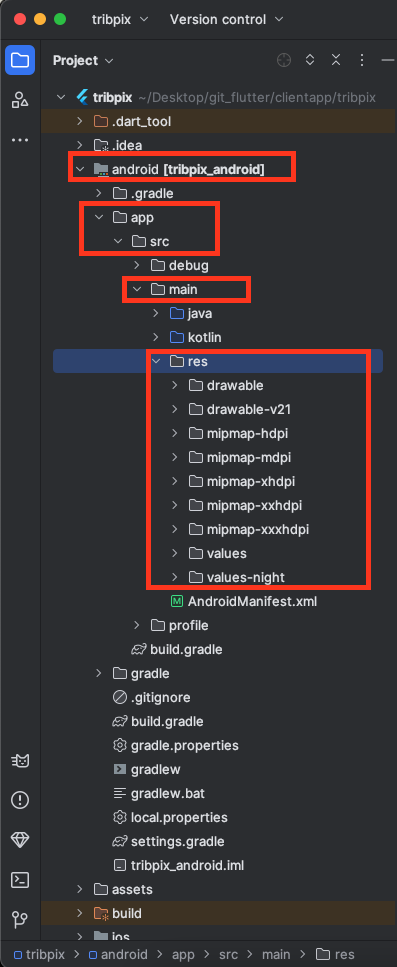 tribpix Version control
Project
tribpix ~/Desktop/git_flutter/clientapp/tribpix
.dart_tool
.idea
android [tribpix_android]
.gradle
app
src
debug
main
java
kotlin
res
drawable
drawable-v21
mipmap-hdpi
mipmap-mdpi
mipmap-xhdpi
mipmap-xxhdpi
mipmap-xxxhdpi
values
values-night
AndroidManifest.xml
profile
build.gradle
gradle
.gitignore
build.gradle
gradle.properties
gradlew
gradlew.bat
local.properties
settings.gradle
tribpix_android.iml
assets
build
ios
tribpix > android > app > src > main > res